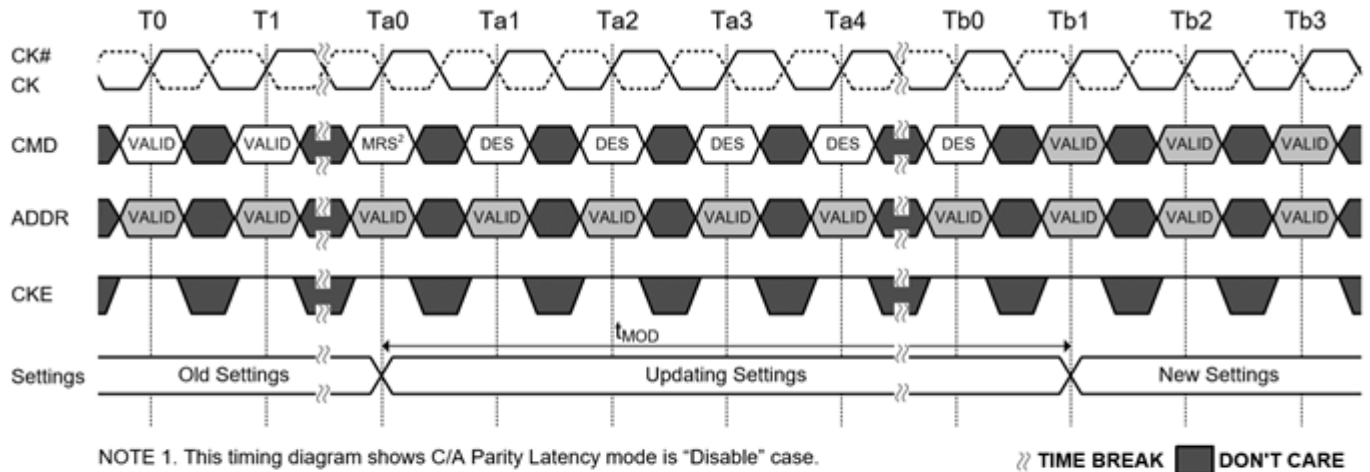 T0 T1 Ta0 Ta1 Ta2 Ta3 Ta4 Tb0 Tb1 Tb2 Tb3
CK#
CK
CMD VALID VALID MRS² DES DES DES DES DES VALID VALID VALID
ADDR VALID VALID VALID VALID VALID VALID VALID VALID VALID VALID VALID
CKE
tMOD
Settings Old Settings Updating Settings New Settings
NOTE 1. This timing diagram shows C/A Parity Latency mode is “Disable” case. TIME BREAK DON'T CARE